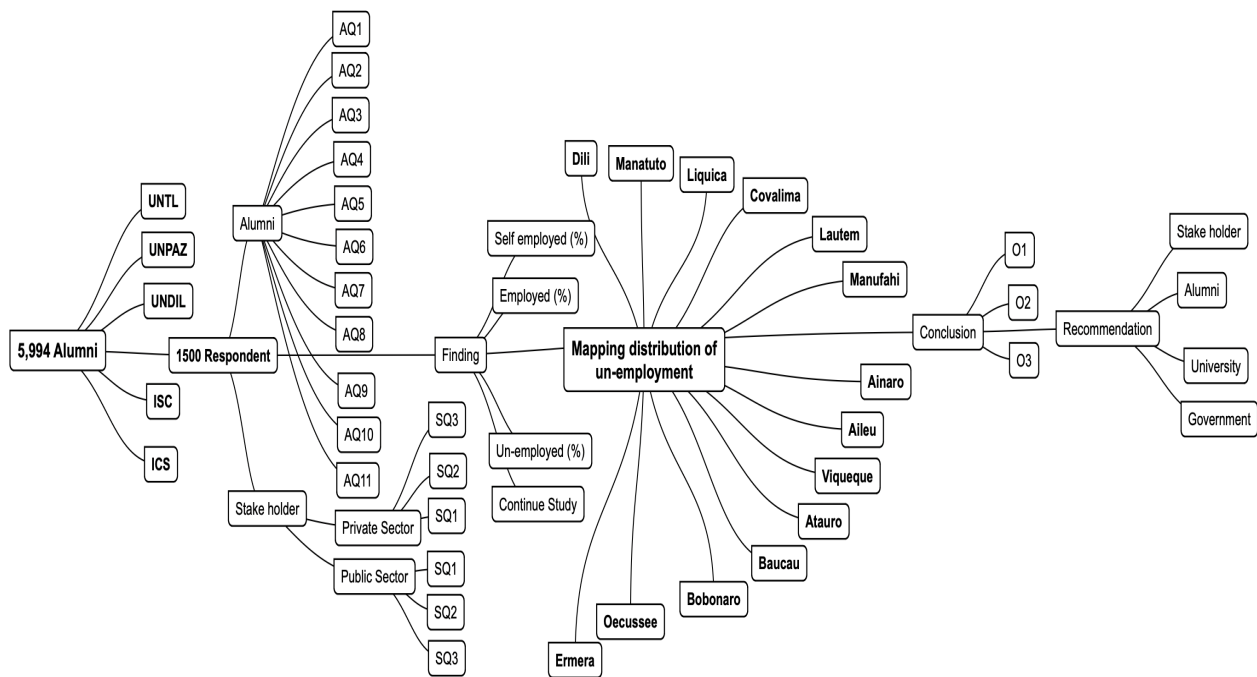 5,994 Alumni
UNTL
UNPAZ
UNDIL
ISC
ICS
1500 Respondent
Alumni
AQ1
AQ2
AQ3
AQ4
AQ5
AQ6
AQ7
AQ8
AQ9
AQ10
AQ11
Stake holder
Private Sector
SQ3
SQ2
SQ1
Public Sector
SQ1
SQ2
SQ3
Finding
Self employed (%)
Employed (%)
Un-employed (%)
Continue Study
Mapping distribution of
un-employment
Dili
Manatuto
Liquica
Covalima
Lautem
Manufahi
Ainaro
Aileu
Viqueque
Atauro
Baucau
Bobonaro
Oecussee
Ermera
Conclusion
O1
O2
O3
Recommendation
Stake holder
Alumni
University
Government